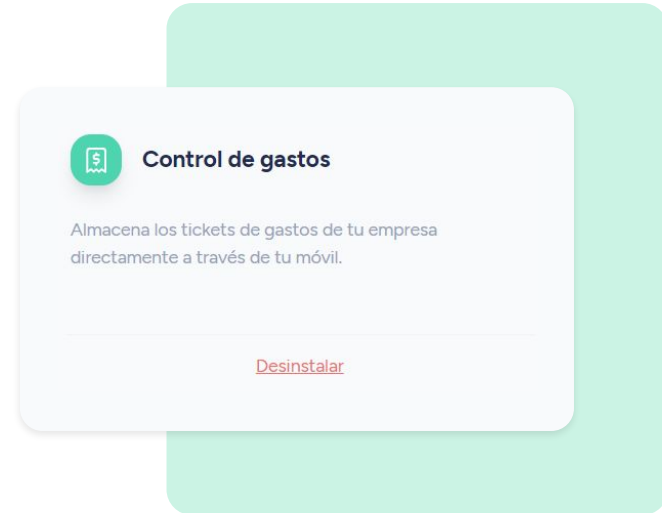 Control de gastos
Almacena los tickets de gastos de tu empresa
directamente a través de tu móvil.
Desinstalar